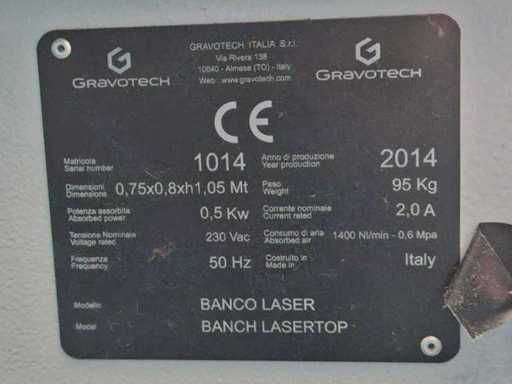 GRAVOTECH
GRAVOTECH ITALIA S.r.l.
Via Rivera 138
10040 - Almese (TO) - Italy
Web : www.gravotech.com
GRAVOTECH
CE
Matricola
Serial number
1014
Anno di produzione
Year production
2014
Dimensioni
Dimensions
0,75x0,8xh1,05 Mt
Peso
Weight
95 Kg
Potenza assorbita
Absorbed power
0,5 Kw
Corrente nominale
Current rated
2,0 A
Tensione Nominale
Voltage rated
230 Vac
Consumo di aria
Absorbed air
1400 Nl/min - 0,6 Mpa
Frequenza
Frequency
50 Hz
Costruito in
Made in
Italy
Modello
BANCO LASER
Model
BANCH LASERTOP